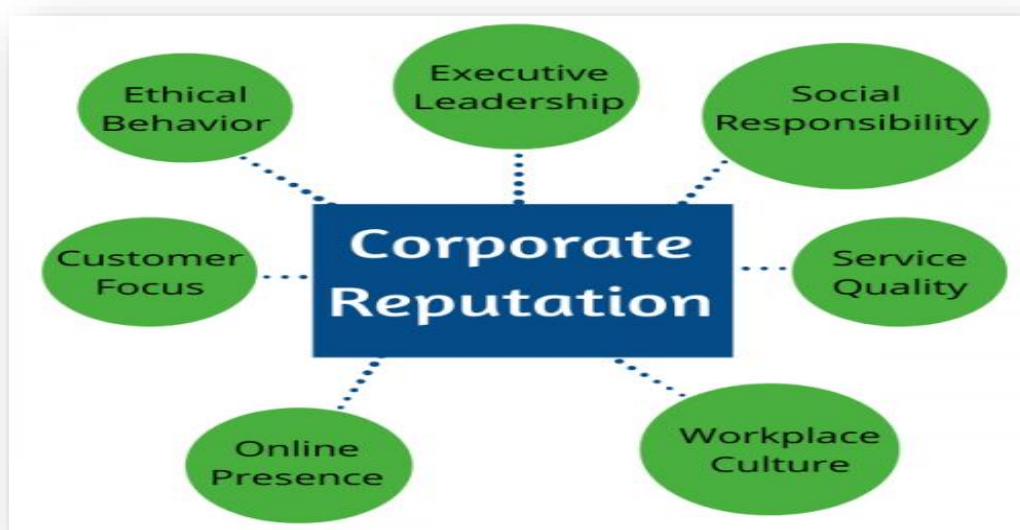 Ethical
Behavior
Executive
Leadership
Social
Responsibility
Customer
Focus
Corporate
Reputation
Service
Quality
Online
Presence
Workplace
Culture